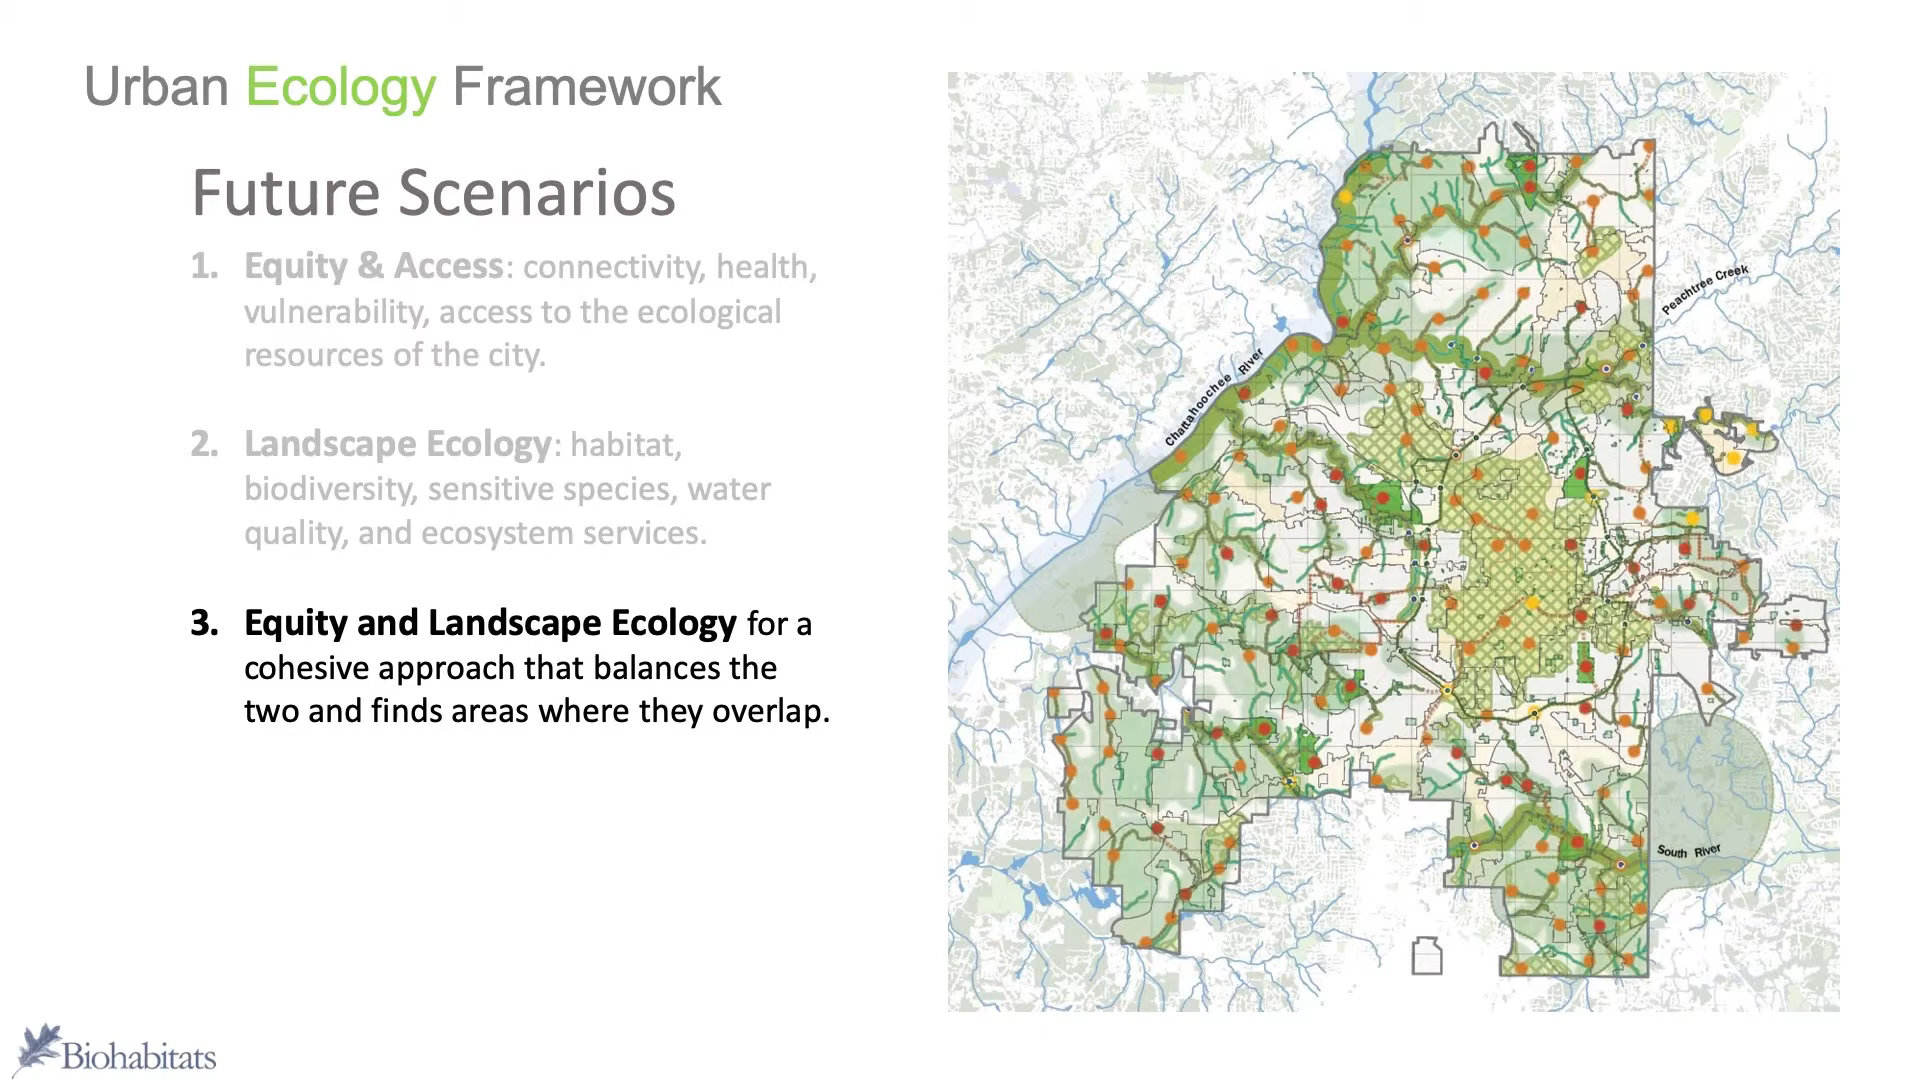 Urban Ecology Framework
Future Scenarios
1. Equity & Access: connectivity, health,
vulnerability, access to the ecological
resources of the city.
2. Landscape Ecology: habitat,
biodiversity, sensitive species, water
quality, and ecosystem services.
3. Equity and Landscape Ecology for a
cohesive approach that balances the
two and finds areas where they overlap.
Peachtree Creek
Chattahoochee River
South River
Biohabitats